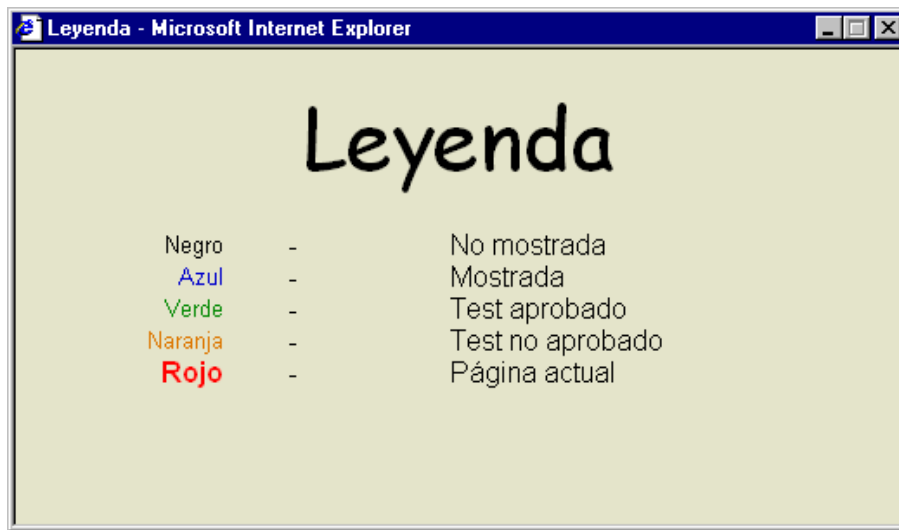 Leyenda - Microsoft Internet Explorer
Leyenda
Negro - No mostrada
Azul - Mostrada
Verde - Test aprobado
Naranja - Test no aprobado
Rojo - Página actual